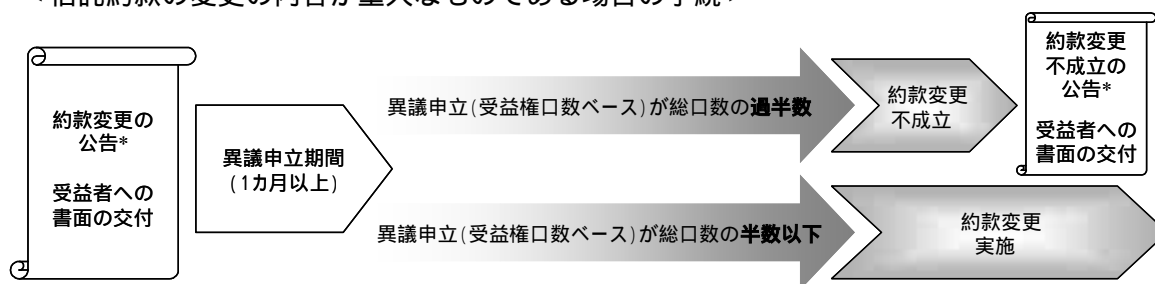 約款変更の
公告*
受益者への
書面の交付
異議申立期間
(1カ月以上)
異議申立(受益権口数ベース)が総口数の過半数
約款変更
不成立
約款変更
不成立の
公告*
受益者への
書面の交付
異議申立(受益権口数ベース)が総口数の半数以下
約款変更
実施